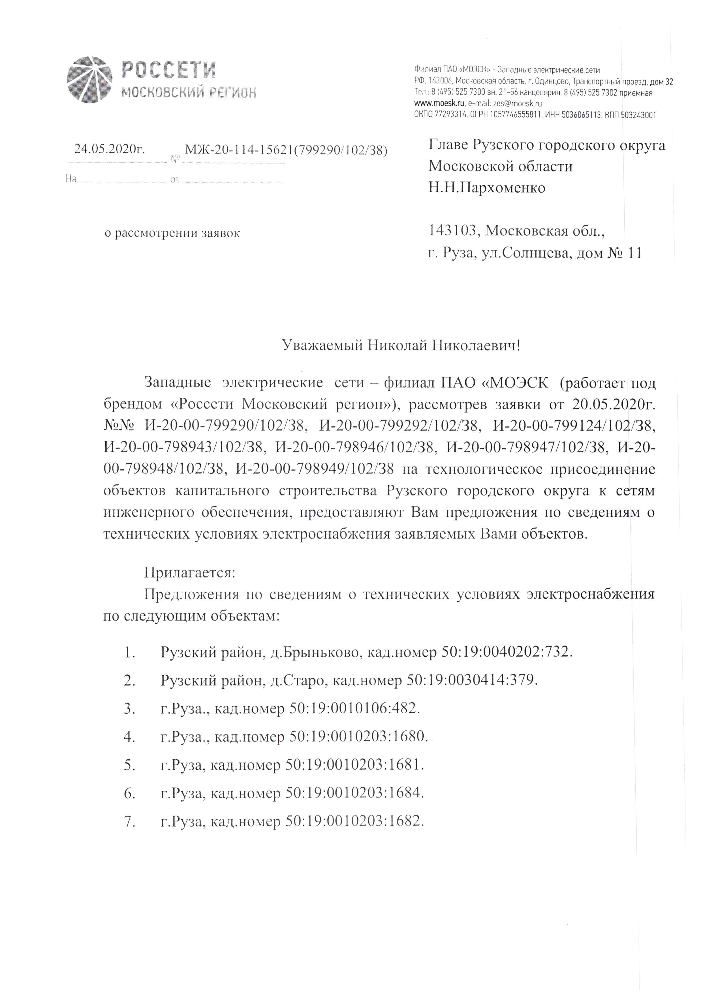 РОССЕТИ
МОСКОВСКИЙ РЕГИОН
Филиал ПАО «МОЭСК» - Западные электрические сети
РФ, 143006, Московская область, г. Одинцово, Транспортный проезд, дом 32
Тел.: 8 (495) 525 7300 вн. 21-56 канцелярия, 8 (495) 525 7302 приемная
www.moesk.ru, e-mail: zes@moesk.ru
ОКПО 77293314, ОГРН 1057746555811, ИНН 5036065113, КПП 503243001
24.05.2020г. № МЖ-20-114-15621(799290/102/38)
На от
Главе Рузского городского округа
Московской области
Н.Н.Пархоменко
о рассмотрении заявок
143103, Московская обл.,
г. Руза, ул.Солнцева, дом № 11
Уважаемый Николай Николаевич!
Западные электрические сети – филиал ПАО «МОЭСК (работает под
брендом «Россети Московский регион»), рассмотрев заявки от 20.05.2020г.
№№ И-20-00-799290/102/38, И-20-00-799292/102/38, И-20-00-799124/102/38,
И-20-00-798943/102/38, И-20-00-798946/102/38, И-20-00-798947/102/38, И-20-
00-798948/102/38, И-20-00-798949/102/38 на технологическое присоединение
объектов капитального строительства Рузского городского округа к сетям
инженерного обеспечения, предоставляют Вам предложения по сведениям о
технических условиях электроснабжения заявляемых Вами объектов.
Прилагается:
Предложения по сведениям о технических условиях электроснабжения
по следующим объектам:
1. Рузский район, д.Брыньково, кад.номер 50:19:0040202:732.
2. Рузский район, д.Старо, кад.номер 50:19:0030414:379.
3. г.Руза., кад.номер 50:19:0010106:482.
4. г.Руза., кад.номер 50:19:0010203:1680.
5. г.Руза, кад.номер 50:19:0010203:1681.
6. г.Руза, кад.номер 50:19:0010203:1684.
7. г.Руза, кад.номер 50:19:0010203:1682.